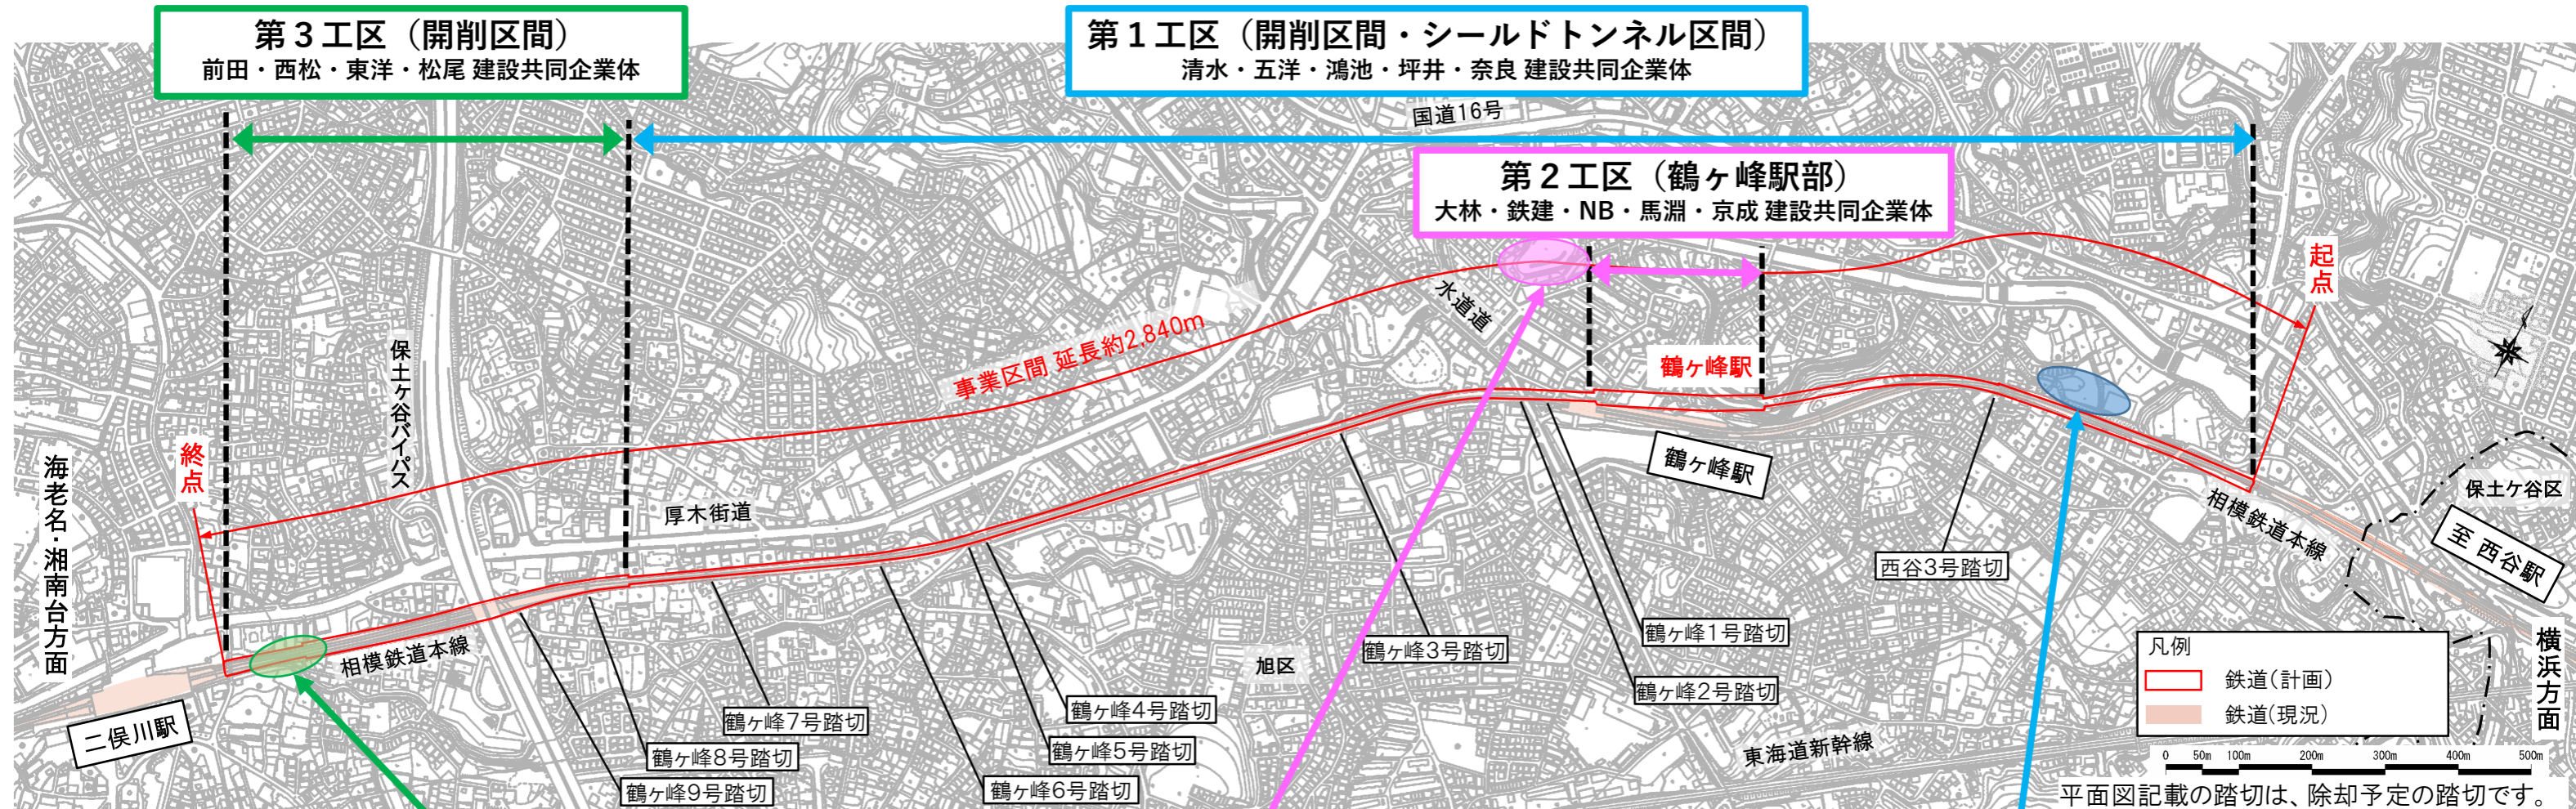 第３工区（開削区間）
前田・西松・東洋・松尾 建設共同企業体
第１工区（開削区間・シールドトンネル区間）
清水・五洋・鴻池・坪井・奈良 建設共同企業体
国道16号
第２工区（鶴ヶ峰駅部）
大林・鉄建・NB・馬淵・京成 建設共同企業体
起点
水道道
事業区間 延長約2,840m
保土ヶ谷バイパス
鶴ヶ峰駅
終点
海老名・湘南台方面
鶴ヶ峰駅
厚木街道
保土ケ谷区
相模鉄道本線
至 西谷駅
西谷3号踏切
鶴ヶ峰1号踏切
鶴ヶ峰3号踏切
旭区
相模鉄道本線
鶴ヶ峰2号踏切
鶴ヶ峰4号踏切
鶴ヶ峰7号踏切
鶴ヶ峰5号踏切
鶴ヶ峰8号踏切
鶴ヶ峰6号踏切
鶴ヶ峰9号踏切
二俣川駅
東海道新幹線
横浜方面
凡例
鉄道(計画)
鉄道(現況)
0 50m 100m 200m 300m 400m 500m
平面図記載の踏切は、除却予定の踏切です。